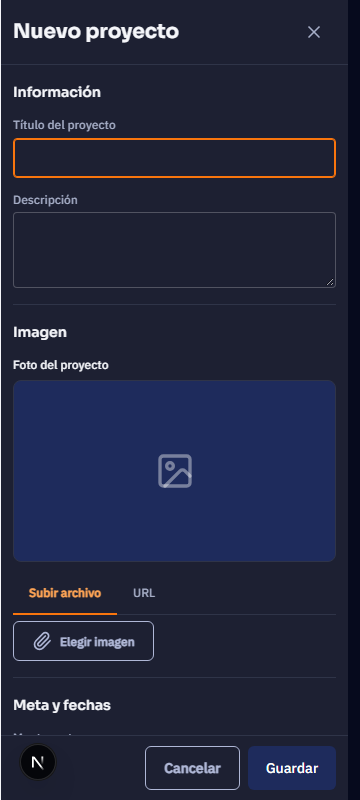 Nuevo proyecto
Información
Título del proyecto
Descripción
Imagen
Foto del proyecto
Subir archivo URL
Elegir imagen
Meta y fechas
N
Cancelar Guardar